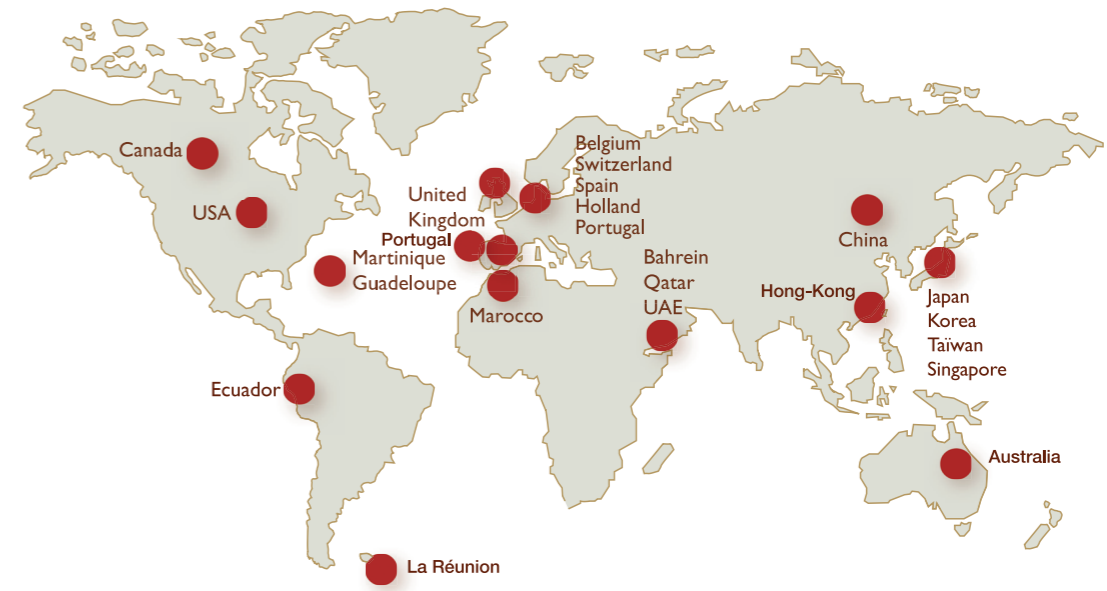 Canada
USA
United
Kingdom
Portugal
Martinique
Guadeloupe
Marocco
Belgium
Switzerland
Spain
Holland
Portugal
Bahrein
Qatar
UAE
China
Hong-Kong
Japan
Korea
Taïwan
Singapore
Ecuador
Australia
La Réunion